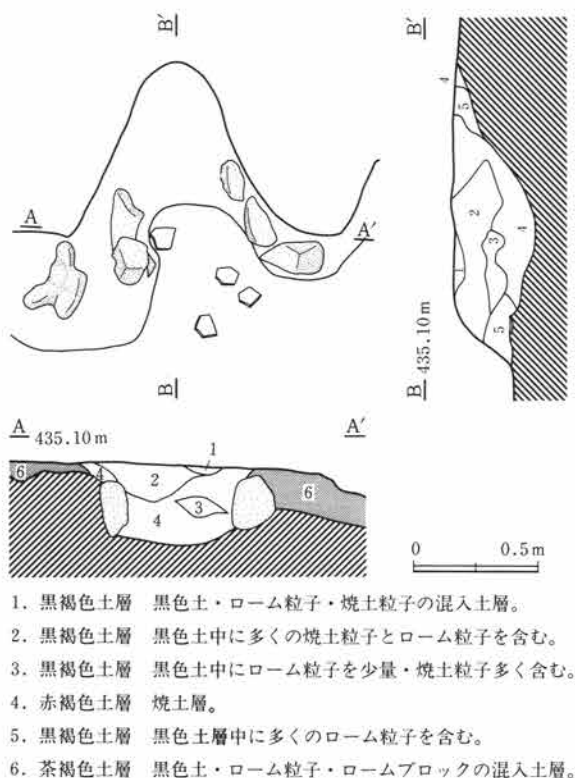 B′
B′
A
A′
4
5
2
4
3
1
5
B
B 435.10m
A 435.10m
A′
1
6
4
2
3
4
6
0 0.5m
1. 黒褐色土層 黒色土・ローム粒子・焼土粒子の混入土層。
2. 黒褐色土層 黒色土中に多くの焼土粒子とローム粒子を含む。
3. 黒褐色土層 黒色土中にローム粒子を少量・焼土粒子多く含む。
4. 赤褐色土層 焼土層。
5. 黒褐色土層 黒色土層中に多くのローム粒子を含む。
6. 茶褐色土層 黒色土・ローム粒子・ロームブロックの混入土層。